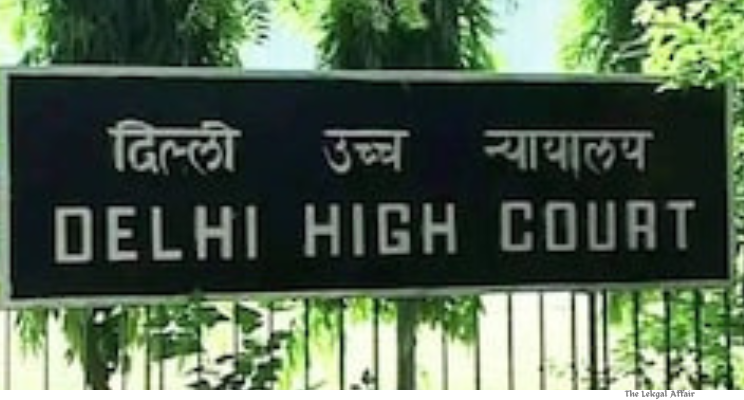 दिल्ली उच्च न्यायालय
DELHI HIGH COURT
The Lekgal Affair